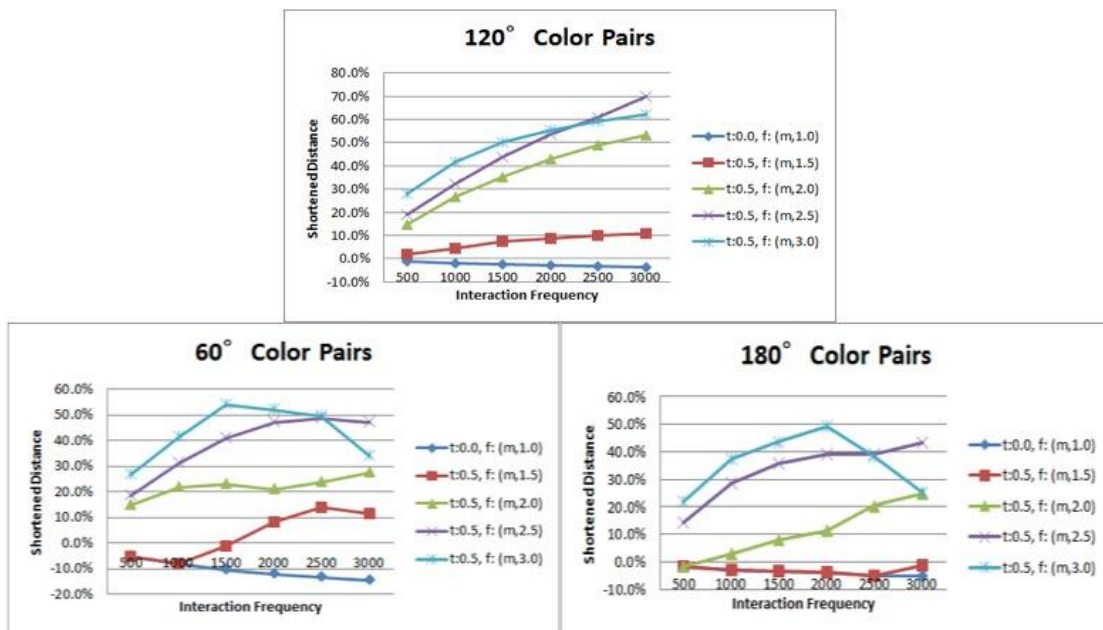 120° Color Pairs
80.0%
70.0%
60.0%
50.0%
40.0%
30.0%
20.0%
10.0%
0.0%
-10.0%
Shortened Distance
500 1000 1500 2000 2500 3000
Interaction Frequency
t:0.0, f: (m,1.0)
t:0.5, f: (m,1.5)
t:0.5, f: (m,2.0)
t:0.5, f: (m,2.5)
t:0.5, f: (m,3.0)
60° Color Pairs
60.0%
50.0%
40.0%
30.0%
20.0%
10.0%
0.0%
-10.0%
-20.0%
Shortened Distance
500 1000 1500 2000 2500 3000
Interaction Frequency
t:0.0, f: (m,1.0)
t:0.5, f: (m,1.5)
t:0.5, f: (m,2.0)
t:0.5, f: (m,2.5)
t:0.5, f: (m,3.0)
180° Color Pairs
60.0%
50.0%
40.0%
30.0%
20.0%
10.0%
0.0%
-10.0%
Shortened Distance
500 1000 1500 2000 2500 3000
Interaction Frequency
t:0.0, f: (m,1.0)
t:0.5, f: (m,1.5)
t:0.5, f: (m,2.0)
t:0.5, f: (m,2.5)
t:0.5, f: (m,3.0)